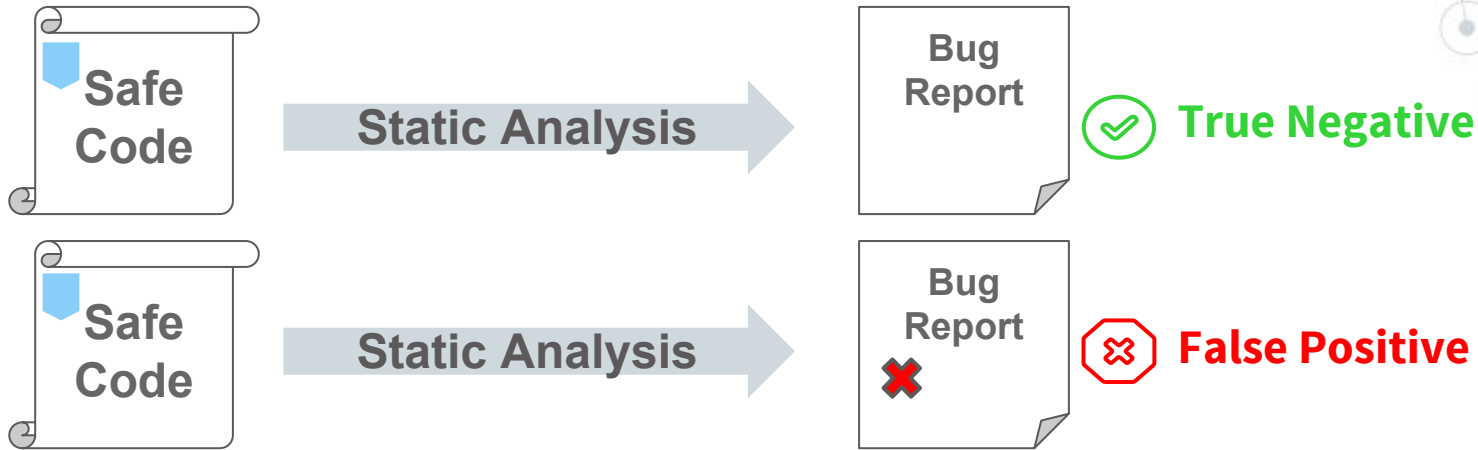 Safe
Code
Static Analysis
Bug
Report
True Negative
Safe
Code
Static Analysis
Bug
Report
False Positive